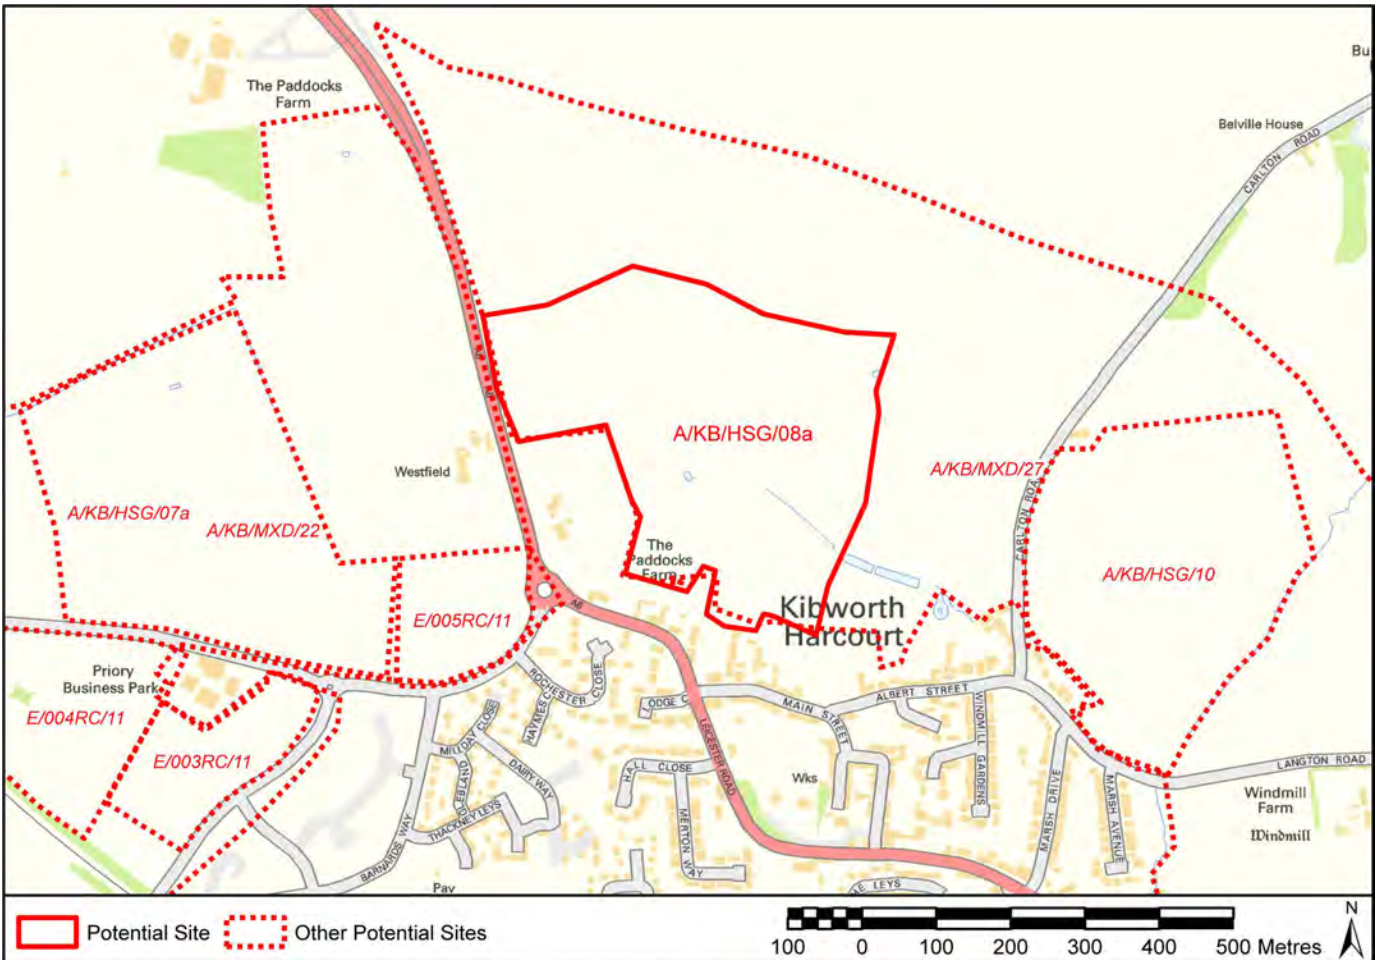 The Paddocks
Farm
Bu
Belville House
CARLTON ROAD
A/KB/HSG/08a
A/KB/MXD/27
Westfield
A/KB/HSG/07a
A/KB/MXD/22
CARLTON ROA
The
Paddocks
Farm
A/KB/HSG/10
Kibworth
Harcourt
A6
E/005RC/11
Priory
Business Park
E/004RC/11
E/003RC/11
ROCHESTER CLOSE
HAYMES C
LODGE C
MAIN STREET
ALBERT STREET
WINDMILL GARDENS
LEICESTER ROAD
MILLDAY CLOSE
GLEBLAND
DAIRY WAY
THACKNEY LEYS
BARNARDS WAY
HALL CLOSE
MERTON WAY
Wks
MARSH DRIVE
MARSH AVENUE
LANGTON ROAD
Windmill
Farm
Windmill
Pav
ME LEYS
Potential Site
Other Potential Sites
100 0 100 200 300 400 500 Metres
N